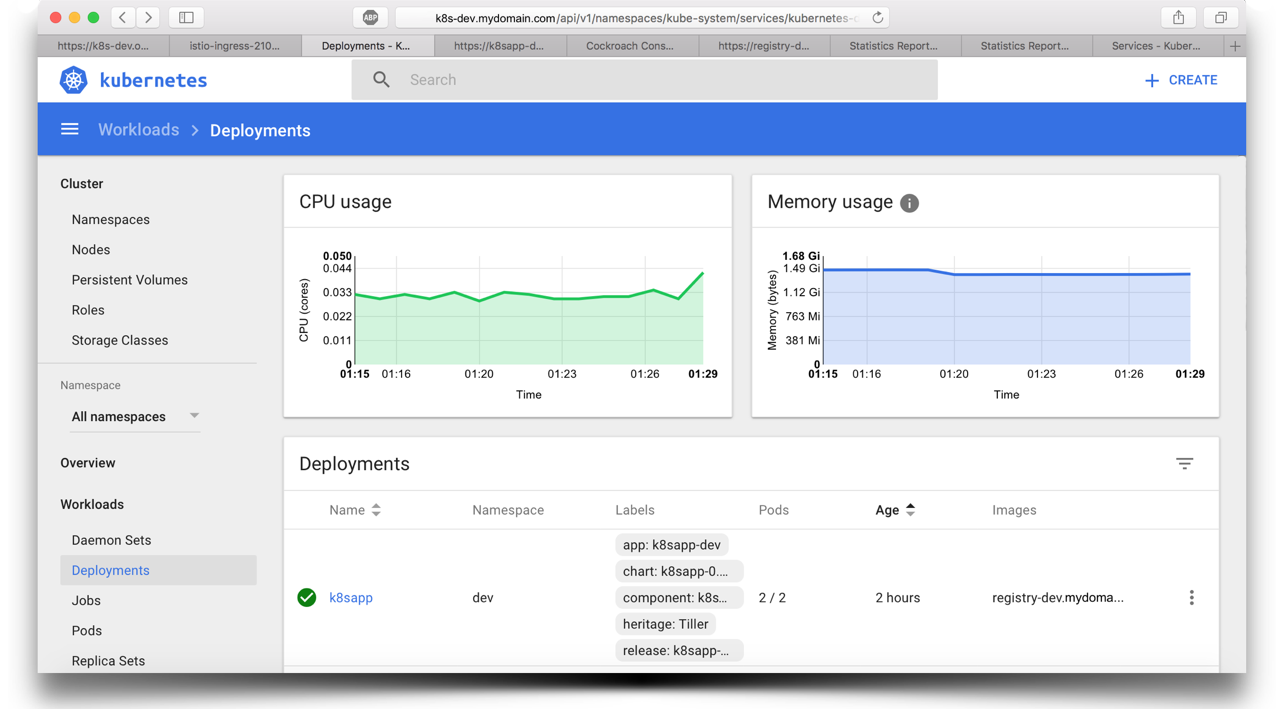 ABP
k8s-dev.mydomain.com/api/v1/namespaces/kube-system/services/kubernetes-
https://k8s-dev.o...
istio-ingress-210...
Deployments - K...
https://k8sapp-d...
Cockroach Cons...
https://registry-d...
Statistics Report...
Statistics Report...
Services - Kuber...
kubernetes
Search
+ CREATE
Workloads > Deployments
Cluster
Namespaces
Nodes
Persistent Volumes
Roles
Storage Classes
Namespace
All namespaces
Overview
Workloads
Daemon Sets
Deployments
Jobs
Pods
Replica Sets
CPU usage
CPU (cores)
0.050
0.044
0.033
0.022
0.011
0
01:15 01:16 01:20 01:23 01:26 01:29
Time
Memory usage i
Memory (bytes)
1.68 Gi
1.49 Gi
1.12 Gi
763 Mi
381 Mi
0
01:15 01:16 01:20 01:23 01:26 01:29
Time
Deployments
Name Namespace Labels Pods Age Images
k8sapp
dev
app: k8sapp-dev
chart: k8sapp-0....
component: k8s...
heritage: Tiller
release: k8sapp-...
2 / 2
2 hours
registry-dev.mydoma...